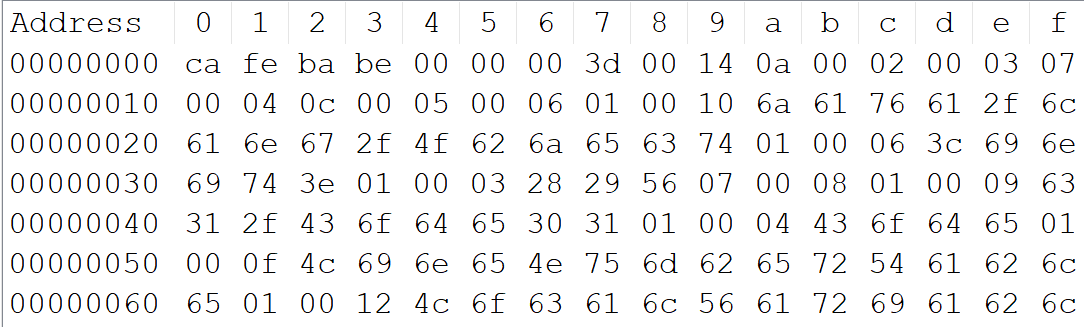 Address 0 1 2 3 4 5 6 7 8 9 a b c d e f
00000000 ca fe ba be 00 00 00 3d 00 14 0a 00 02 00 03 07
00000010 00 04 0c 00 05 00 06 01 00 10 6a 61 76 61 2f 6c
00000020 61 6e 67 2f 4f 62 6a 65 63 74 01 00 06 3c 69 6e
00000030 69 74 3e 01 00 03 28 29 56 07 00 08 01 00 09 63
00000040 31 2f 43 6f 64 65 30 31 01 00 04 43 6f 64 65 01
00000050 00 0f 4c 69 6e 65 4e 75 6d 62 65 72 54 61 62 6c
00000060 65 01 00 12 4c 6f 63 61 6c 56 61 72 69 61 62 6c